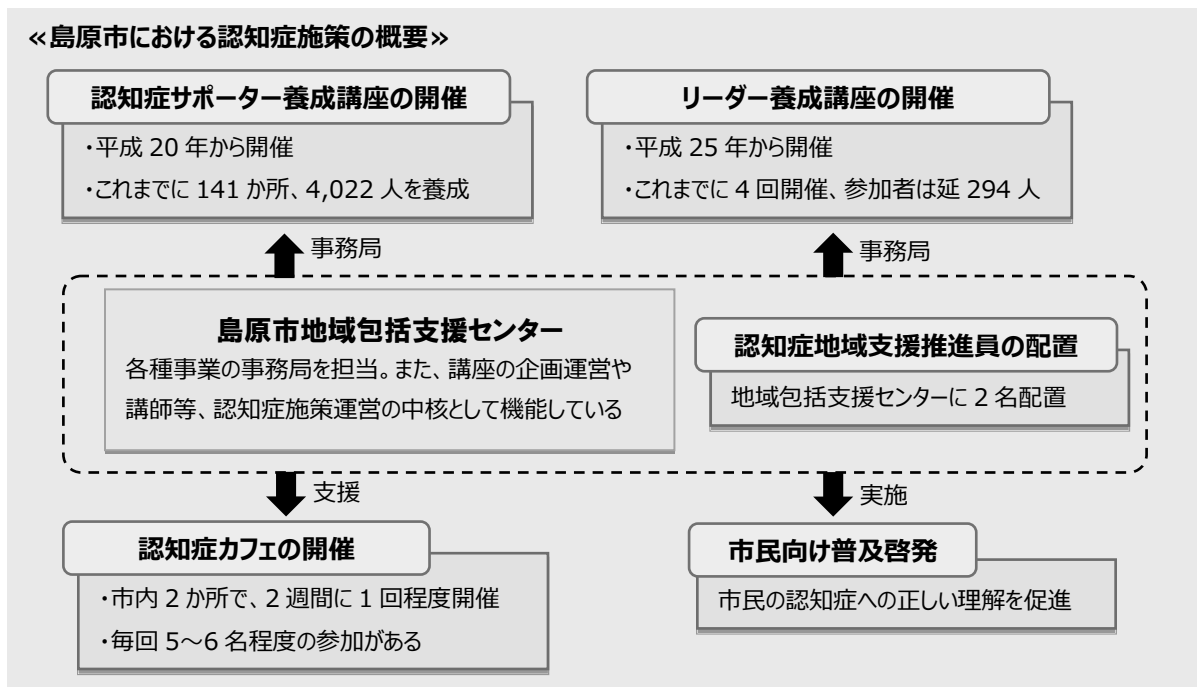 ≪島原市における認知症施策の概要≫
認知症サポーター養成講座の開催
・平成 20 年から開催
・これまでに 141 か所、4,022 人を養成
リーダー養成講座の開催
・平成 25 年から開催
・これまでに 4 回開催、参加者は延 294 人
事務局
事務局
島原市地域包括支援センター
各種事業の事務局を担当。また、講座の企画運営や
講師等、認知症施策運営の中核として機能している
認知症地域支援推進員の配置
地域包括支援センターに 2 名配置
支援
実施
認知症カフェの開催
・市内 2 か所で、2 週間に 1 回程度開催
・毎回 5～6 名程度の参加がある
市民向け普及啓発
市民の認知症への正しい理解を促進